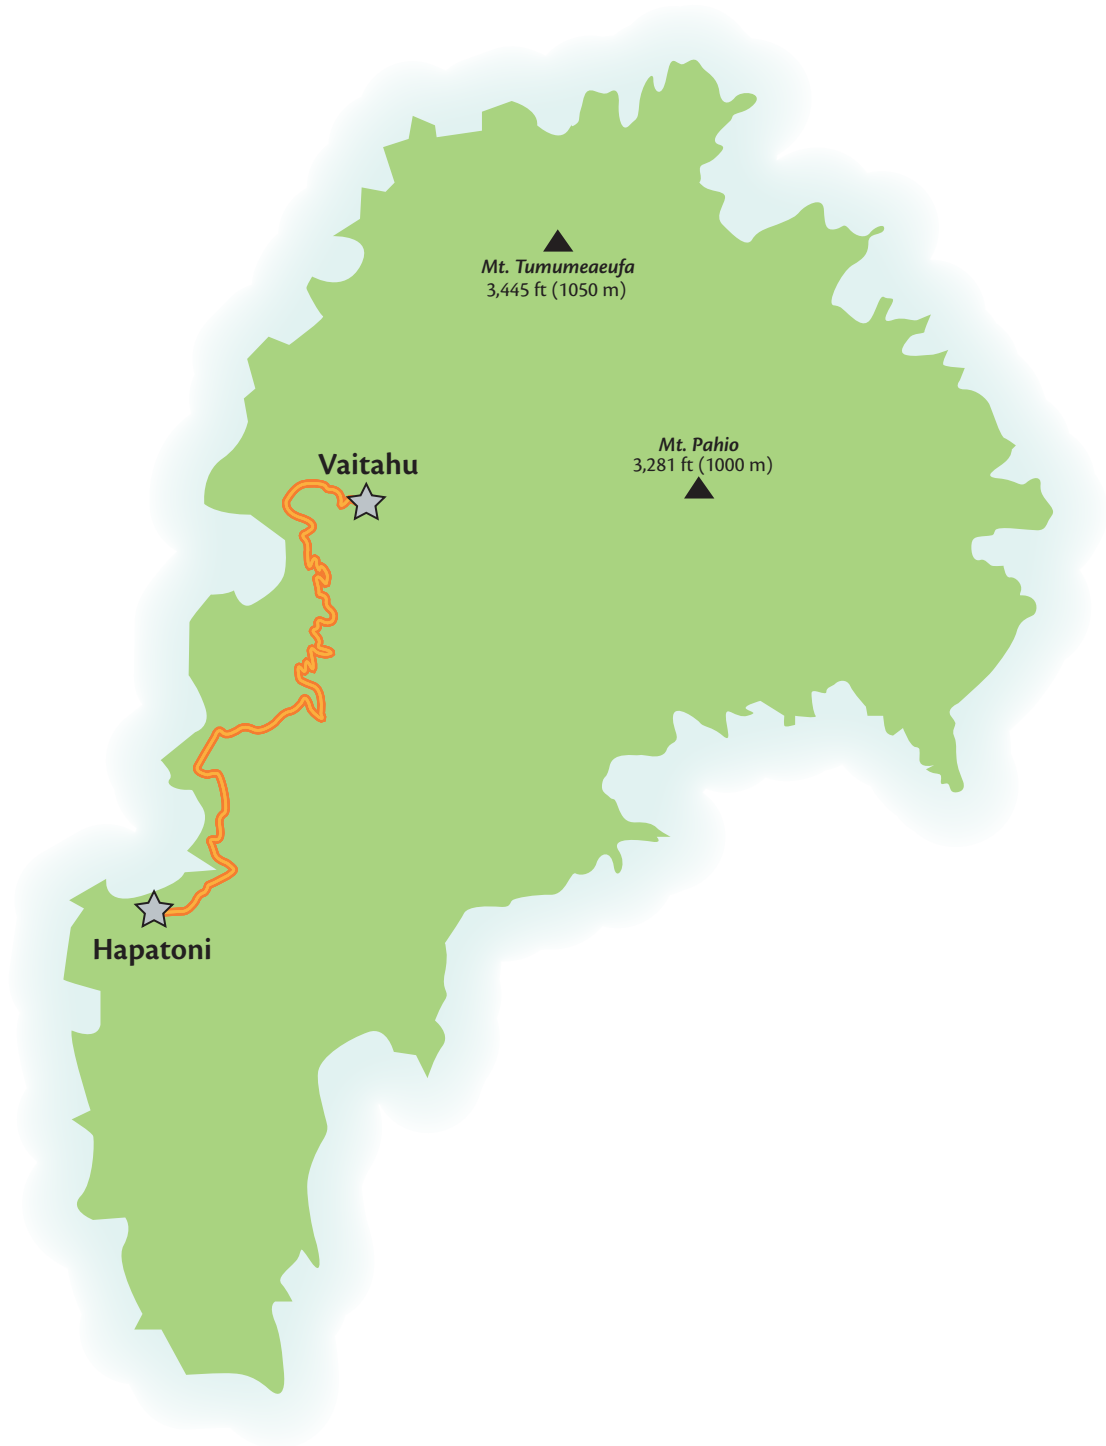 Mt. Tumumeaeufa
3,445 ft (1050 m)
Mt. Pahio
3,281 ft (1000 m)
Vaitahu
Hapatoni